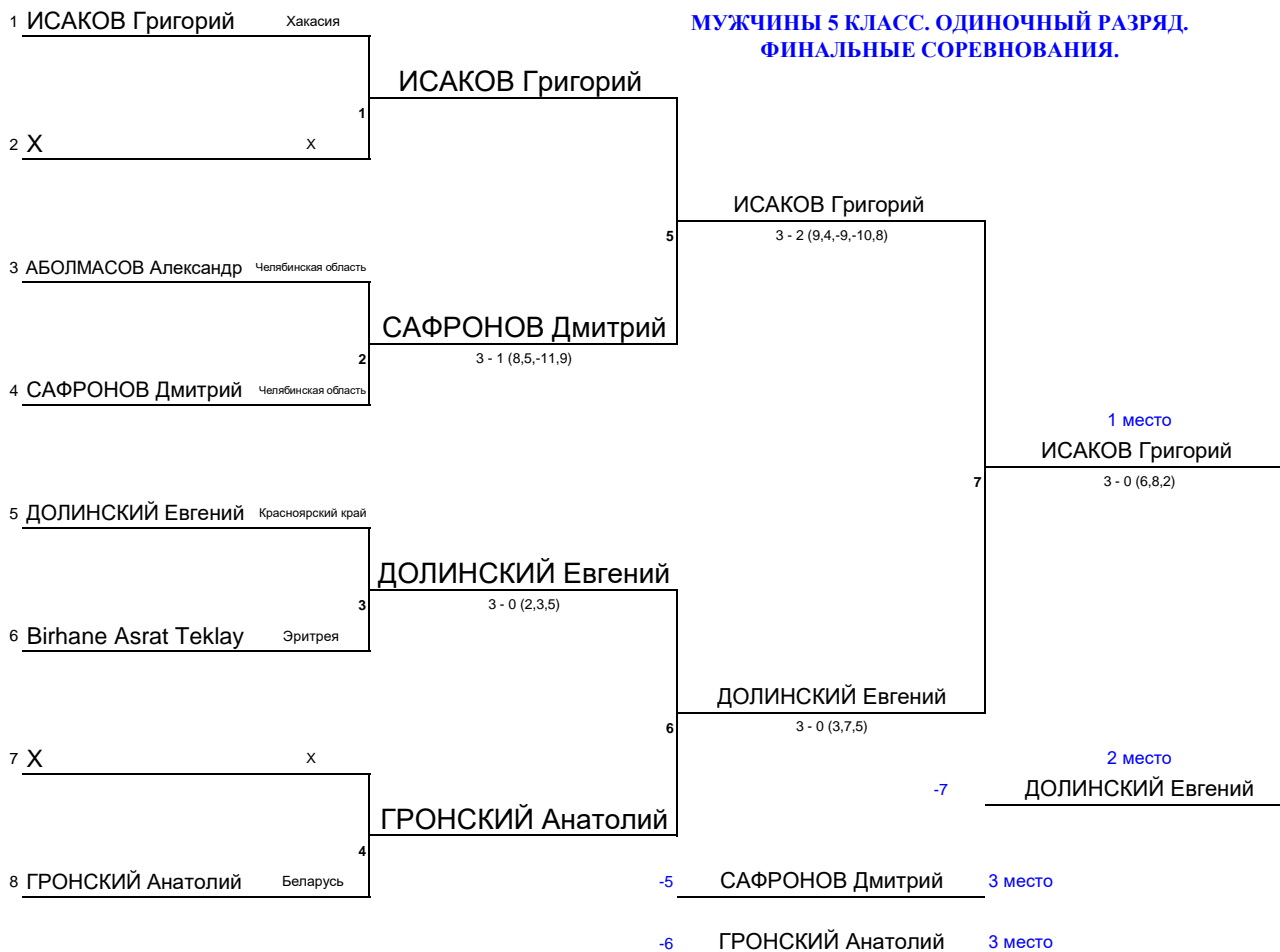 1 ИСАКОВ Григорий Хакасия
МУЖЧИНЫ 5 КЛАСС. ОДИНОЧНЫЙ РАЗРЯД.
ФИНАЛЬНЫЕ СОРЕВНОВАНИЯ.
ИСАКОВ Григорий
1
2 X X
ИСАКОВ Григорий
5
3 - 2 (9,4,-9,-10,8)
3 АБОЛМАСОВ Александр Челябинская область
САФРОНОВ Дмитрий
2
3 - 1 (8,5,-11,9)
4 САФРОНОВ Дмитрий Челябинская область
1 место
ИСАКОВ Григорий
7
3 - 0 (6,8,2)
5 ДОЛИНСКИЙ Евгений Красноярский край
ДОЛИНСКИЙ Евгений
3
3 - 0 (2,3,5)
6 Birhane Asrat Teklay Эритрея
ДОЛИНСКИЙ Евгений
6
3 - 0 (3,7,5)
7 X X
2 место
-7 ДОЛИНСКИЙ Евгений
ГРОНСКИЙ Анатолий
4
8 ГРОНСКИЙ Анатолий Беларусь
-5 САФРОНОВ Дмитрий 3 место
-6 ГРОНСКИЙ Анатолий 3 место